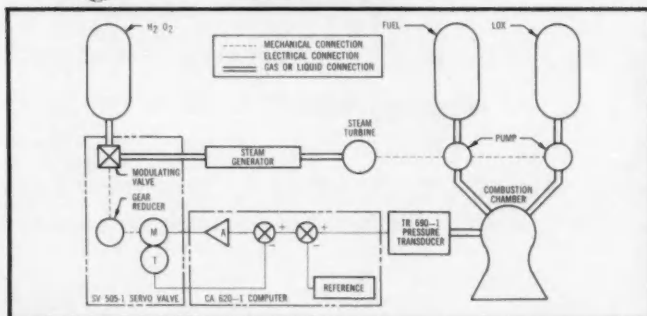 H2 O2
FUEL
LOX
MECHANICAL CONNECTION
ELECTRICAL CONNECTION
GAS OR LIQUID CONNECTION
STEAM
TURBINE
PUMP
STEAM
GENERATOR
MODULATING
VALVE
COMBUSTION
CHAMBER
GEAR
REDUCER
TR 690-1
PRESSURE
TRANSDUCER
M
A
+
-
+
-
T
REFERENCE
SV 505-1 SERVO VALVE
CA 620-1 COMPUTER